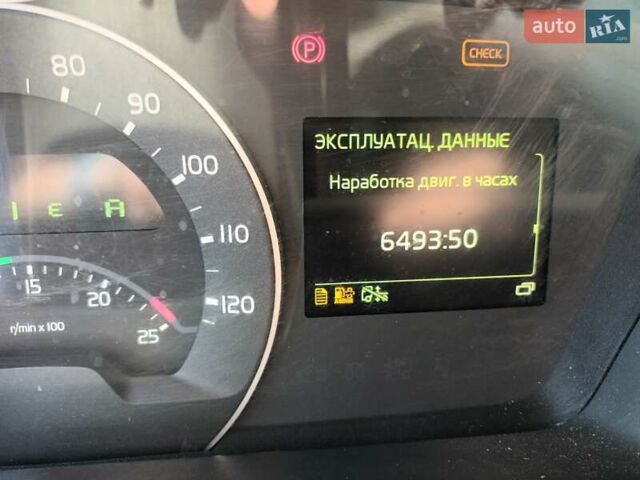 auto RIA .com
80
P
CHECK
90
100
110
120
ЭКСПЛУАТАЦ. ДАННЫЕ
Наработка двиг. в часах
6493:50
I E A
15
20
25
r/min x 100